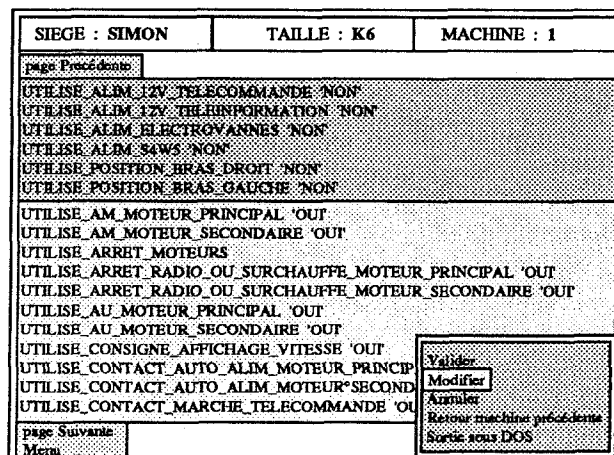 SIEGE : SIMON TAILLE : K6 MACHINE : 1
page Precédente
UTILISE_ALIM_12V_TELECOMMANDE 'NON'
UTILISE_ALIM_12V_TELEINFORMATION 'NON'
UTILISE_ALIM_ELECTROVANNES 'NON'
UTILISE_ALIM_S4W5 'NON'
UTILISE_POSITION_BRAS_DROIT 'NON'
UTILISE_POSITION_BRAS_GAUCHE 'NON'
UTILISE_AM_MOTEUR_PRINCIPAL 'OUI'
UTILISE_AM_MOTEUR_SECONDAIRE 'OUI'
UTILISE_ARRET_MOTEURS
UTILISE_ARRET_RADIO_OU_SURCHAUFFE_MOTEUR_PRINCIPAL 'OUI'
UTILISE_ARRET_RADIO_OU_SURCHAUFFE_MOTEUR_SECONDAIRE 'OUI'
UTILISE_AU_MOTEUR_PRINCIPAL 'OUI'
UTILISE_AU_MOTEUR_SECONDAIRE 'OUI'
UTILISE_CONSIGNE_AFFICHAGE_VITESSE 'OUI'
UTILISE_CONTACT_AUTO_ALIM_MOTEUR_PRINCIP
UTILISE_CONTACT_AUTO_ALIM_MOTEUR°SECOND
UTILISE_CONTACT_MARCHE_TELECOMMANDE 'OU
Valider
Modifier
Annuler
Retour machine précédente
Sortie sous DOS
page Suivante
Menu